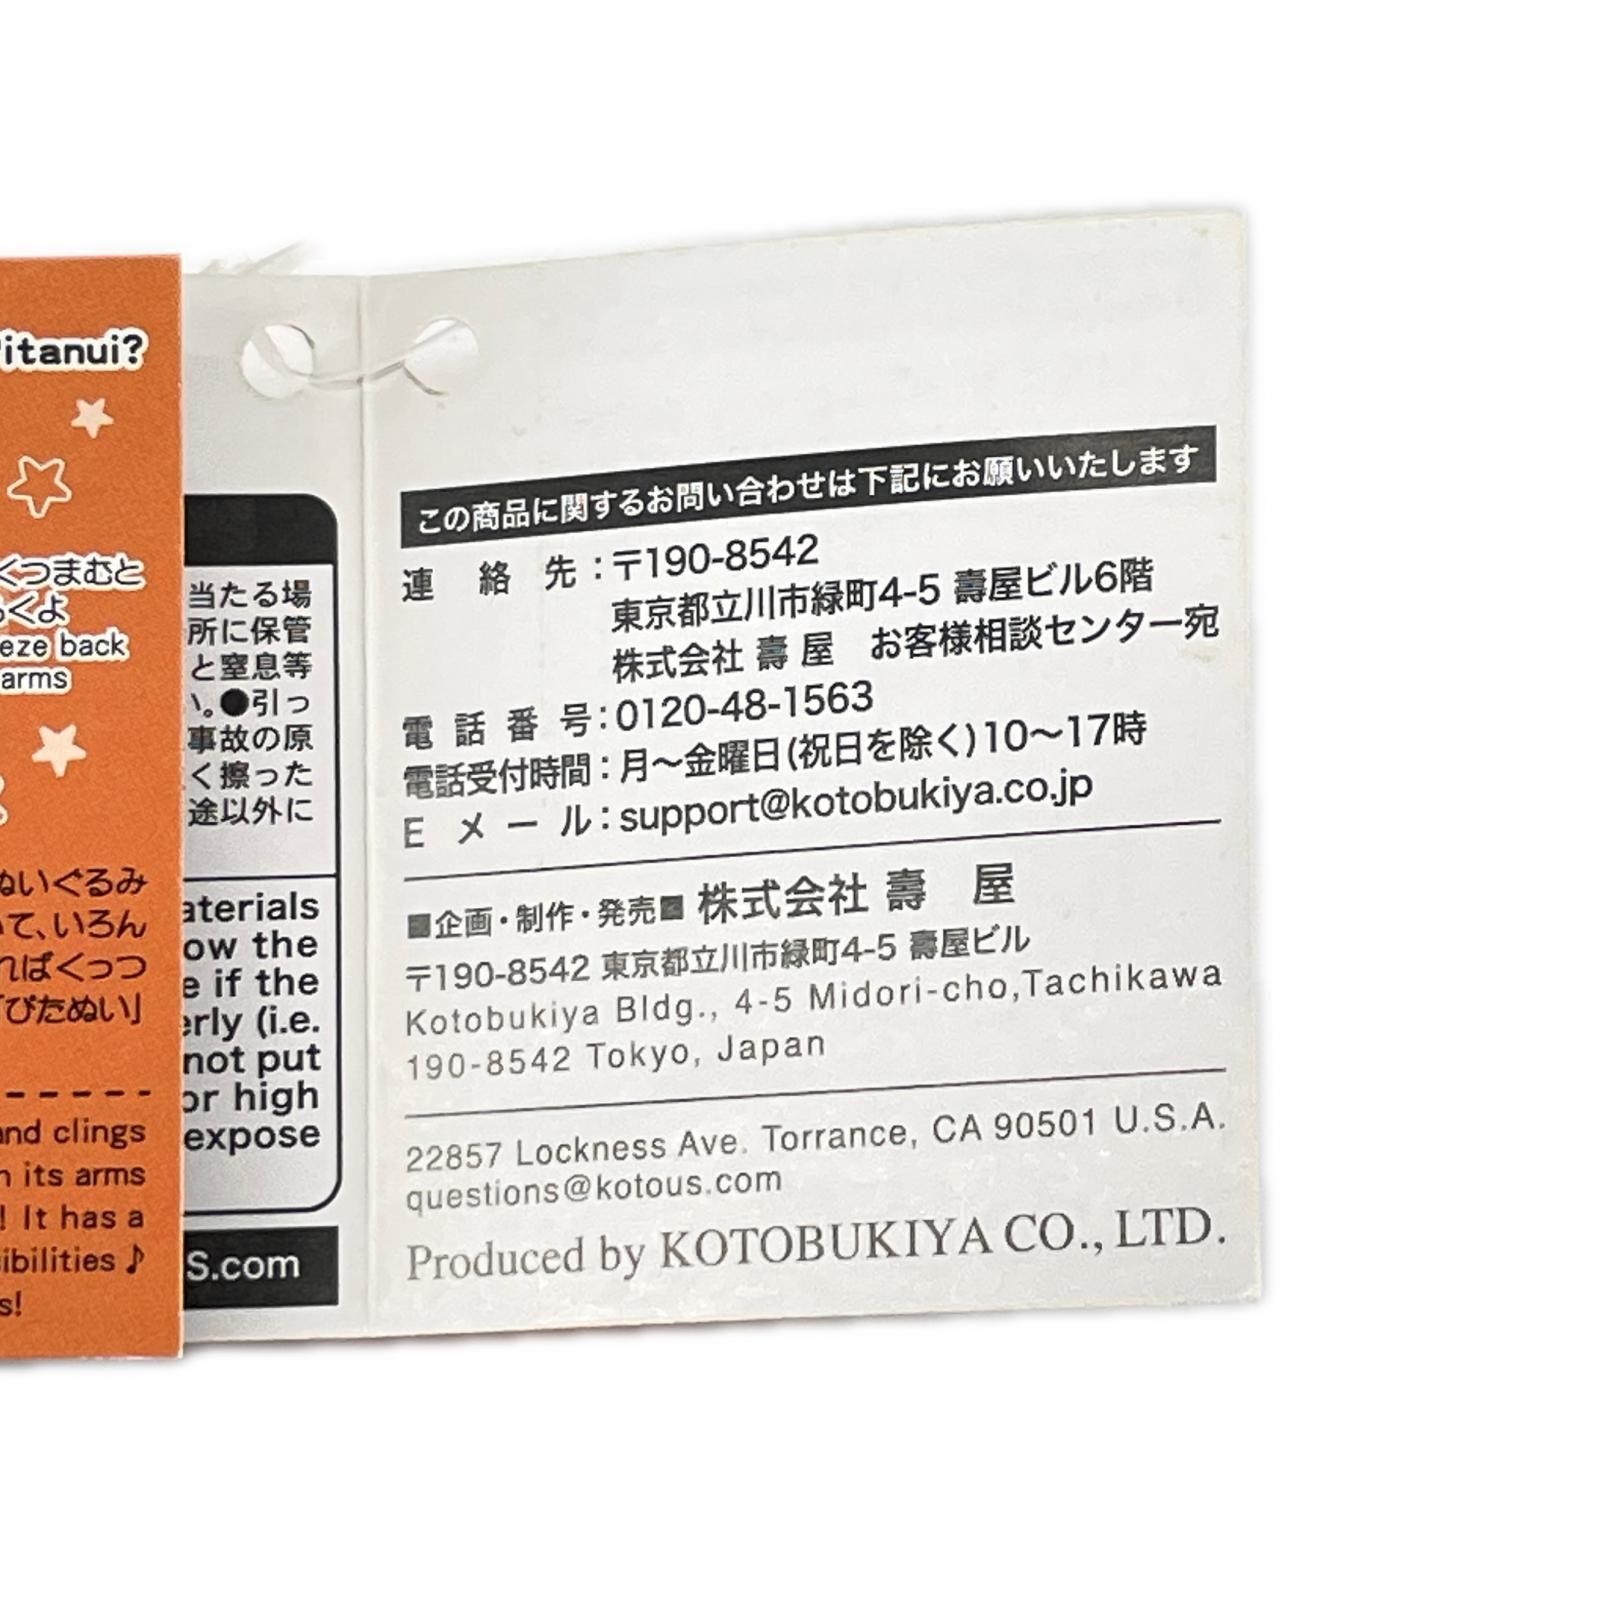 itanui?
くつまむと
くよ
eze back
arms
ぬいぐるみ
て、いろん
ればくっつ
「ぴたぬい」
and clings
n its arms
! It has a
sibilities♪
s!
当たる場
所に保管
と窒息等
い。●引っ
事故の原
く擦った
途以外に
aterials
ow the
e if the
erly (i.e.
not put
or high
expose
S.com
この商品に関するお問い合わせは下記にお願いいたします
連絡先：〒190-8542
東京都立川市緑町4-5 壽屋ビル6階
株式会社 壽屋　お客様相談センター宛
電話番号：0120-48-1563
電話受付時間：月〜金曜日(祝日を除く)10〜17時
Eメール：support@kotobukiya.co.jp
■企画・制作・発売■ 株式会社 壽　屋
〒190-8542 東京都立川市緑町4-5 壽屋ビル
Kotobukiya Bldg., 4-5 Midori-cho,Tachikawa
190-8542 Tokyo, Japan
22857 Lockness Ave. Torrance, CA 90501 U.S.A.
questions@kotous.com
Produced by KOTOBUKIYA CO., LTD.